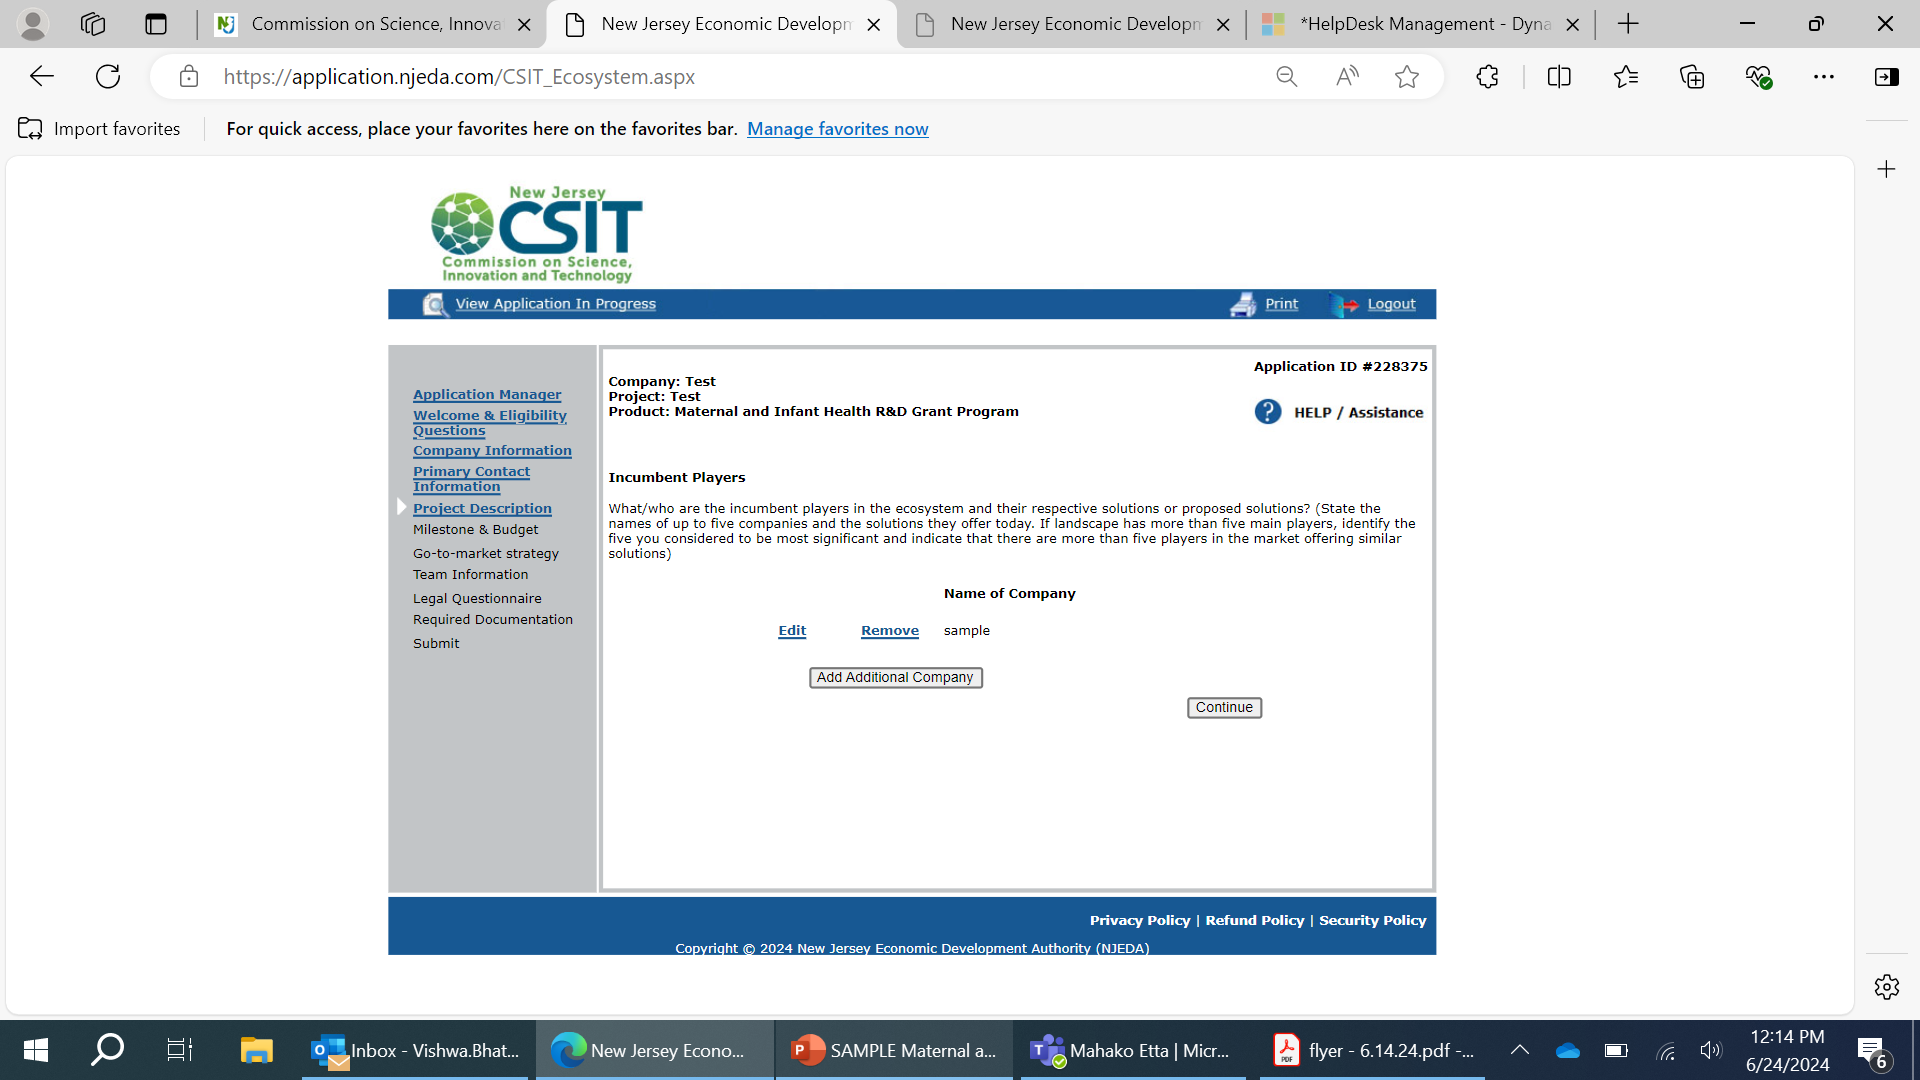 Commission on Science, Innova
New Jersey Economic Developm
New Jersey Economic Developm
*HelpDesk Management - Dyna
https://application.njeda.com/CSIT_Ecosystem.aspx
Import favorites
For quick access, place your favorites here on the favorites bar. Manage favorites now
New Jersey
CSIT
Commission on Science,
Innovation and Technology
View Application In Progress
Print
Logout
Application Manager
Welcome & Eligibility
Questions
Company Information
Primary Contact
Information
Project Description
Milestone & Budget
Go-to-market strategy
Team Information
Legal Questionnaire
Required Documentation
Submit
Application ID #228375
Company: Test
Project: Test
Product: Maternal and Infant Health R&D Grant Program
HELP / Assistance
Incumbent Players
What/who are the incumbent players in the ecosystem and their respective solutions or proposed solutions? (State the
names of up to five companies and the solutions they offer today. If landscape has more than five main players, identify the
five you considered to be most significant and indicate that there are more than five players in the market offering similar
solutions)
Name of Company
Edit Remove sample
Add Additional Company
Continue
Privacy Policy | Refund Policy | Security Policy
Copyright © 2024 New Jersey Economic Development Authority (NJEDA)
Inbox - Vishwa.Bhat...
New Jersey Econo...
SAMPLE Maternal a...
Mahako Etta | Micr...
flyer - 6.14.24.pdf -...
12:14 PM
6/24/2024
6